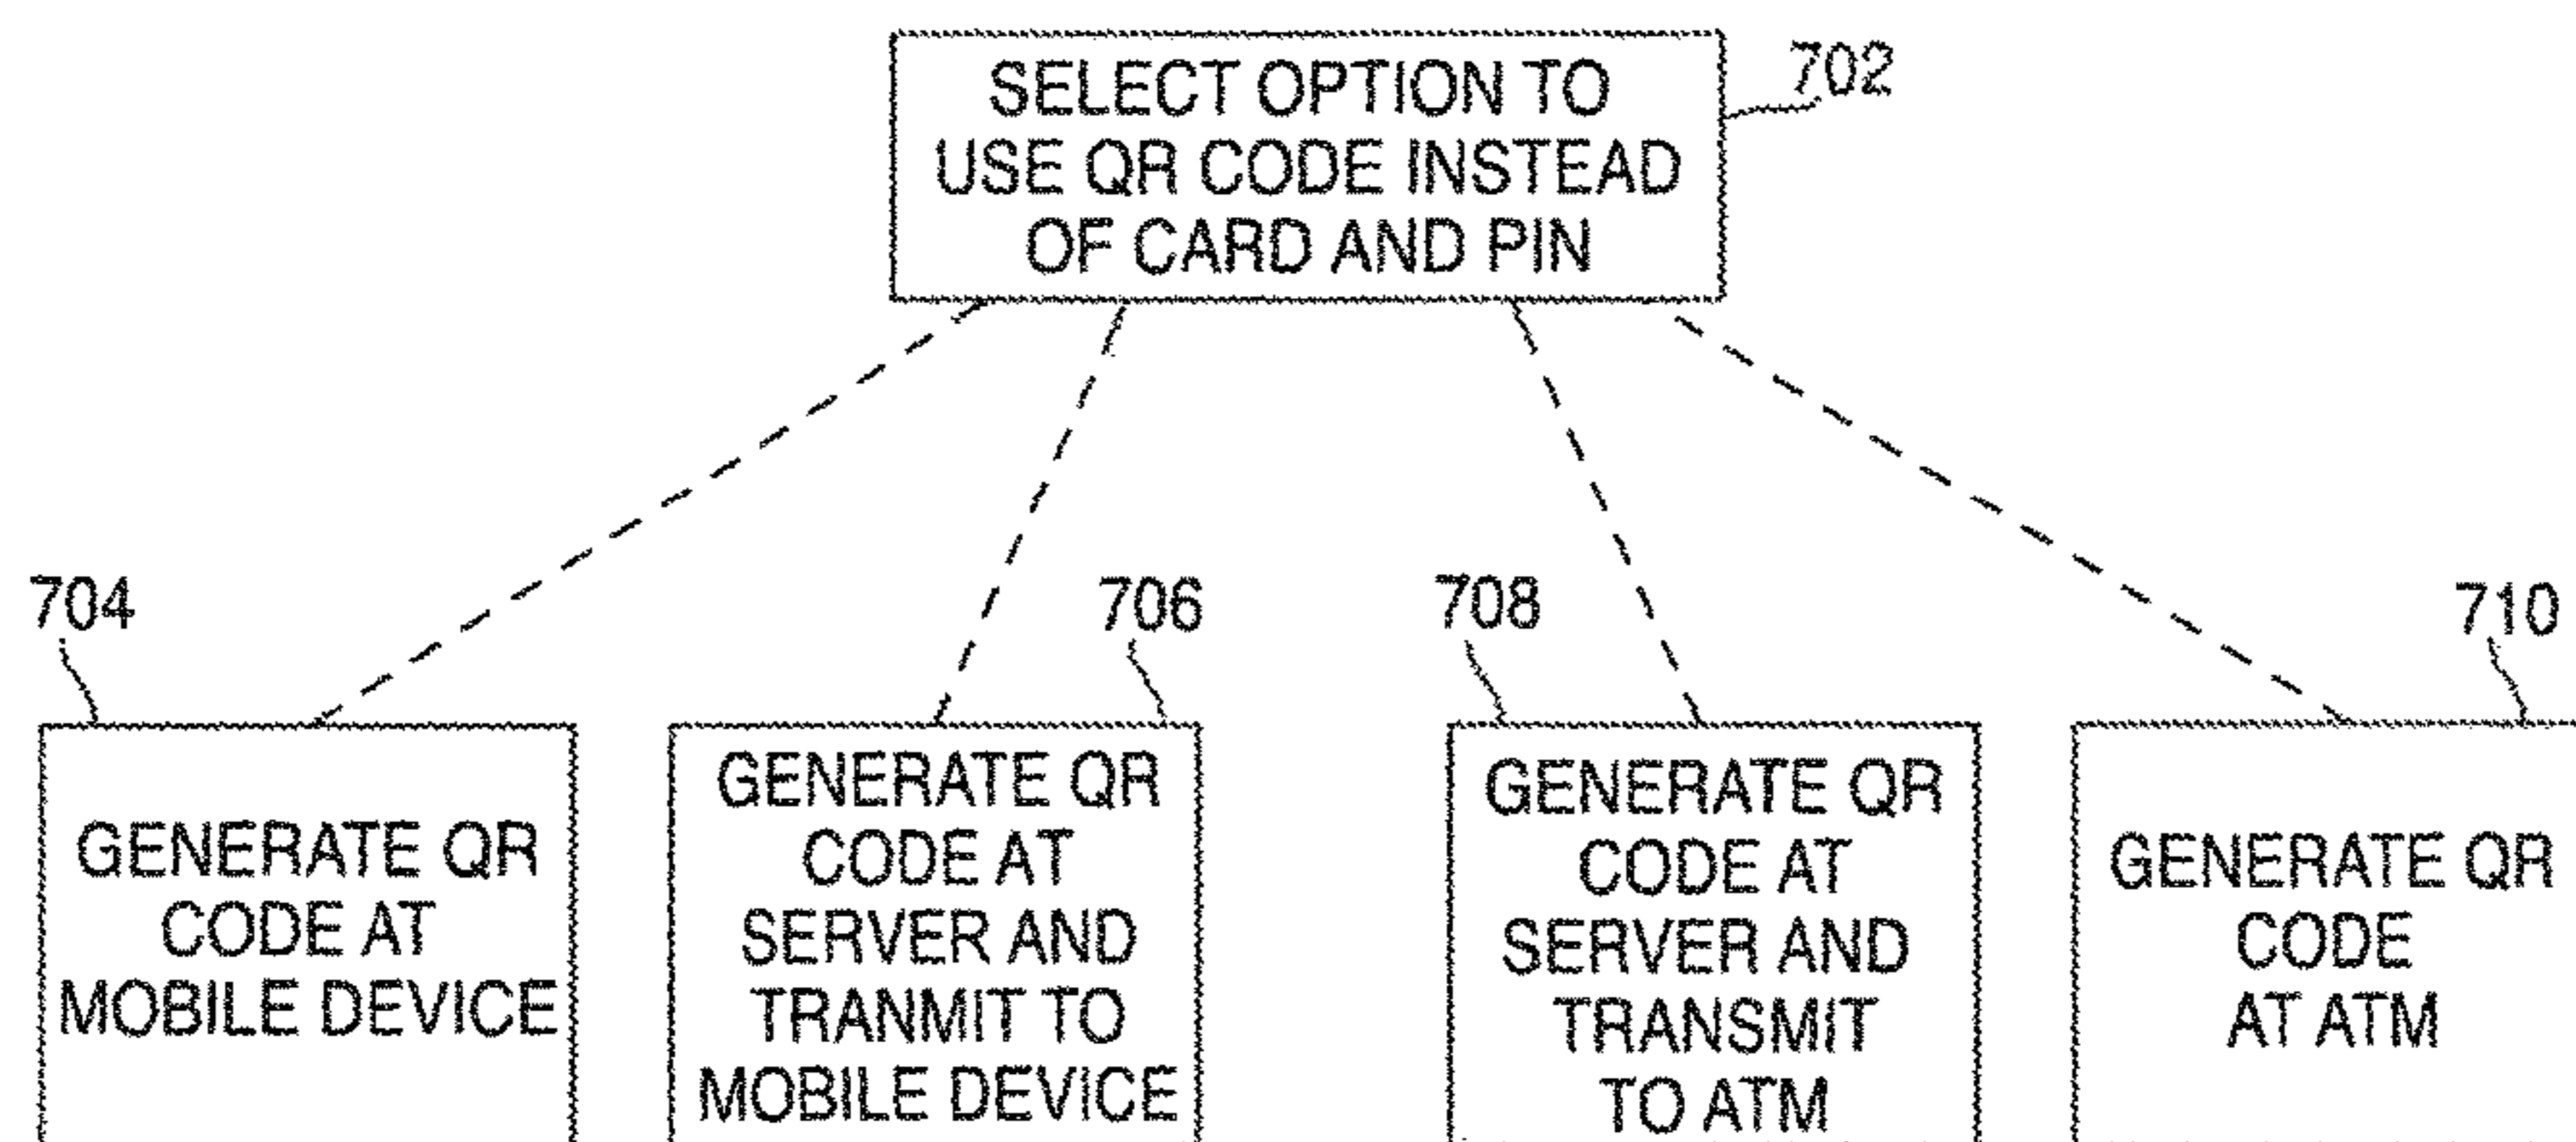 SELECT OPTION TO
USE QR CODE INSTEAD
OF CARD AND PIN
702
704
GENERATE QR
CODE AT
MOBILE DEVICE
706
GENERATE QR
CODE AT
SERVER AND
TRANMIT TO
MOBILE DEVICE
708
GENERATE QR
CODE AT
SERVER AND
TRANSMIT
TO ATM
710
GENERATE QR
CODE
AT ATM